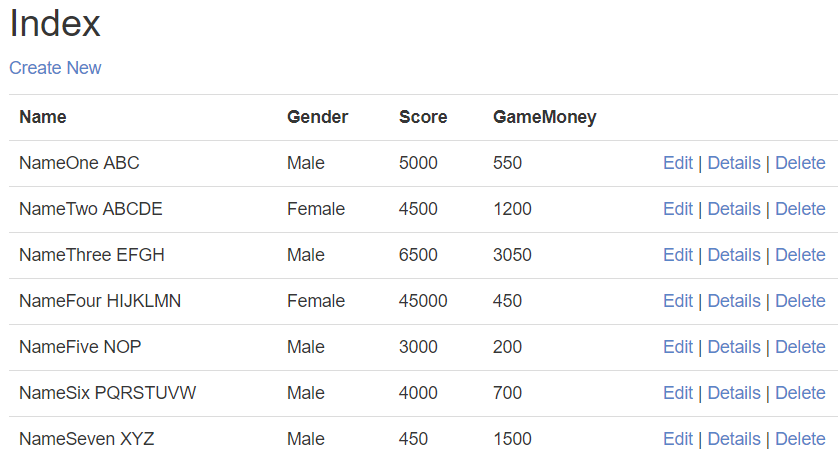 Index
Create New
Name Gender Score GameMoney
NameOne ABC Male 5000 550 Edit | Details | Delete
NameTwo ABCDE Female 4500 1200 Edit | Details | Delete
NameThree EFGH Male 6500 3050 Edit | Details | Delete
NameFour HIJKLMN Female 45000 450 Edit | Details | Delete
NameFive NOP Male 3000 200 Edit | Details | Delete
NameSix PQRSTUVW Male 4000 700 Edit | Details | Delete
NameSeven XYZ Male 450 1500 Edit | Details | Delete